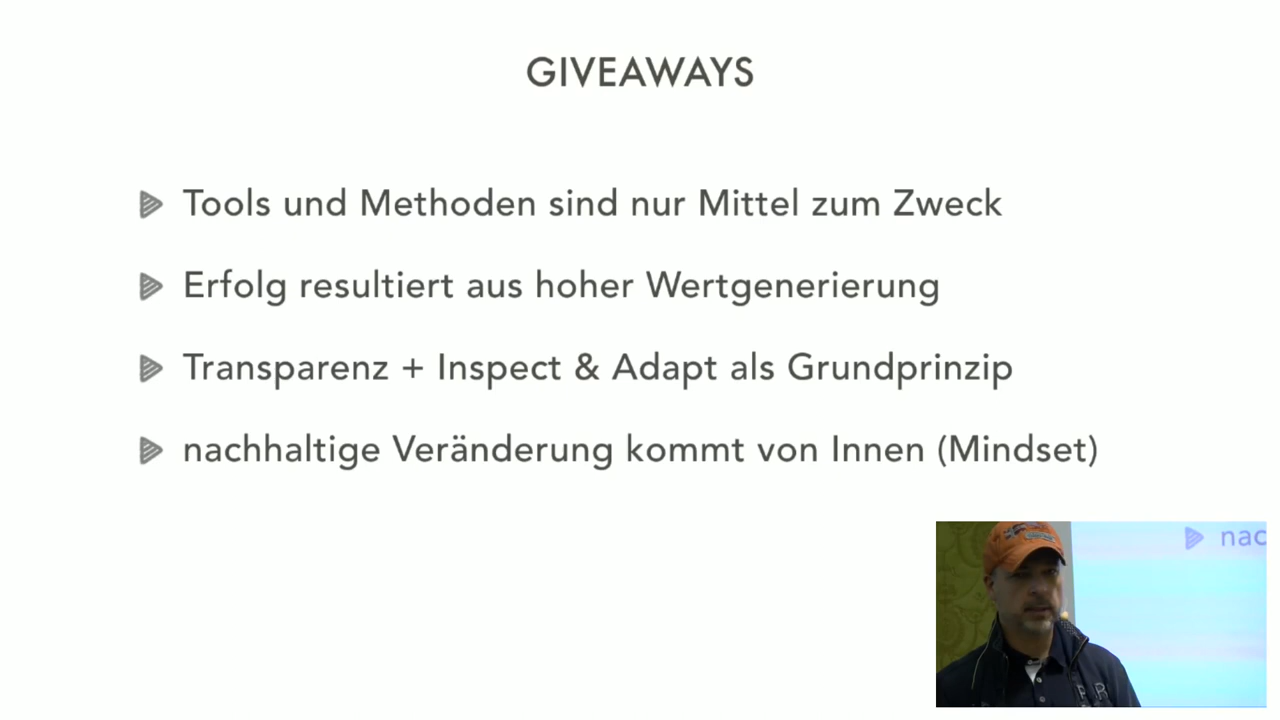 GIVEAWAYS
Tools und Methoden sind nur Mittel zum Zweck
Erfolg resultiert aus hoher Wertgenerierung
Transparenz + Inspect & Adapt als Grundprinzip
nachhaltige Veränderung kommt von Innen (Mindset)
nac